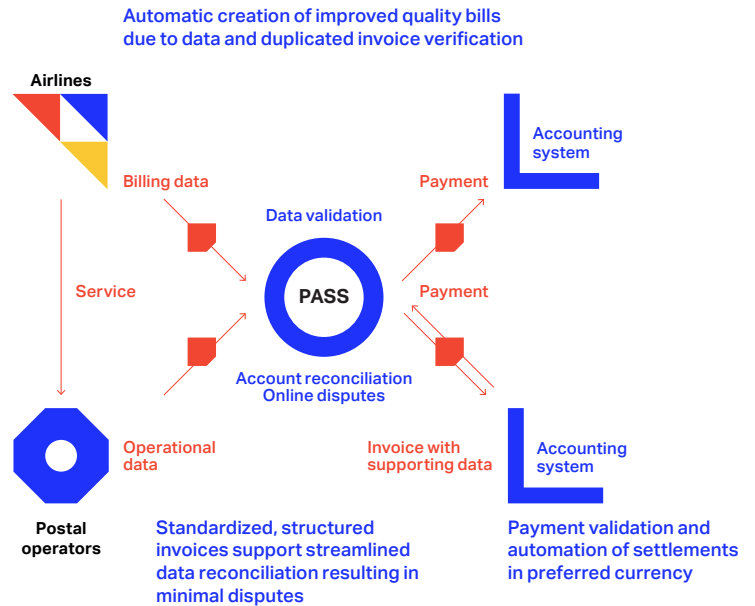 Automatic creation of improved quality bills
due to data and duplicated invoice verification
Airlines
Accounting
system
Billing data
Payment
Data validation
Service
PASS
Payment
Account reconciliation
Online disputes
Operational
data
Invoice with
supporting data
Accounting
system
Postal
operators
Standardized, structured
invoices support streamlined
data reconciliation resulting in
minimal disputes
Payment validation and
automation of settlements
in preferred currency